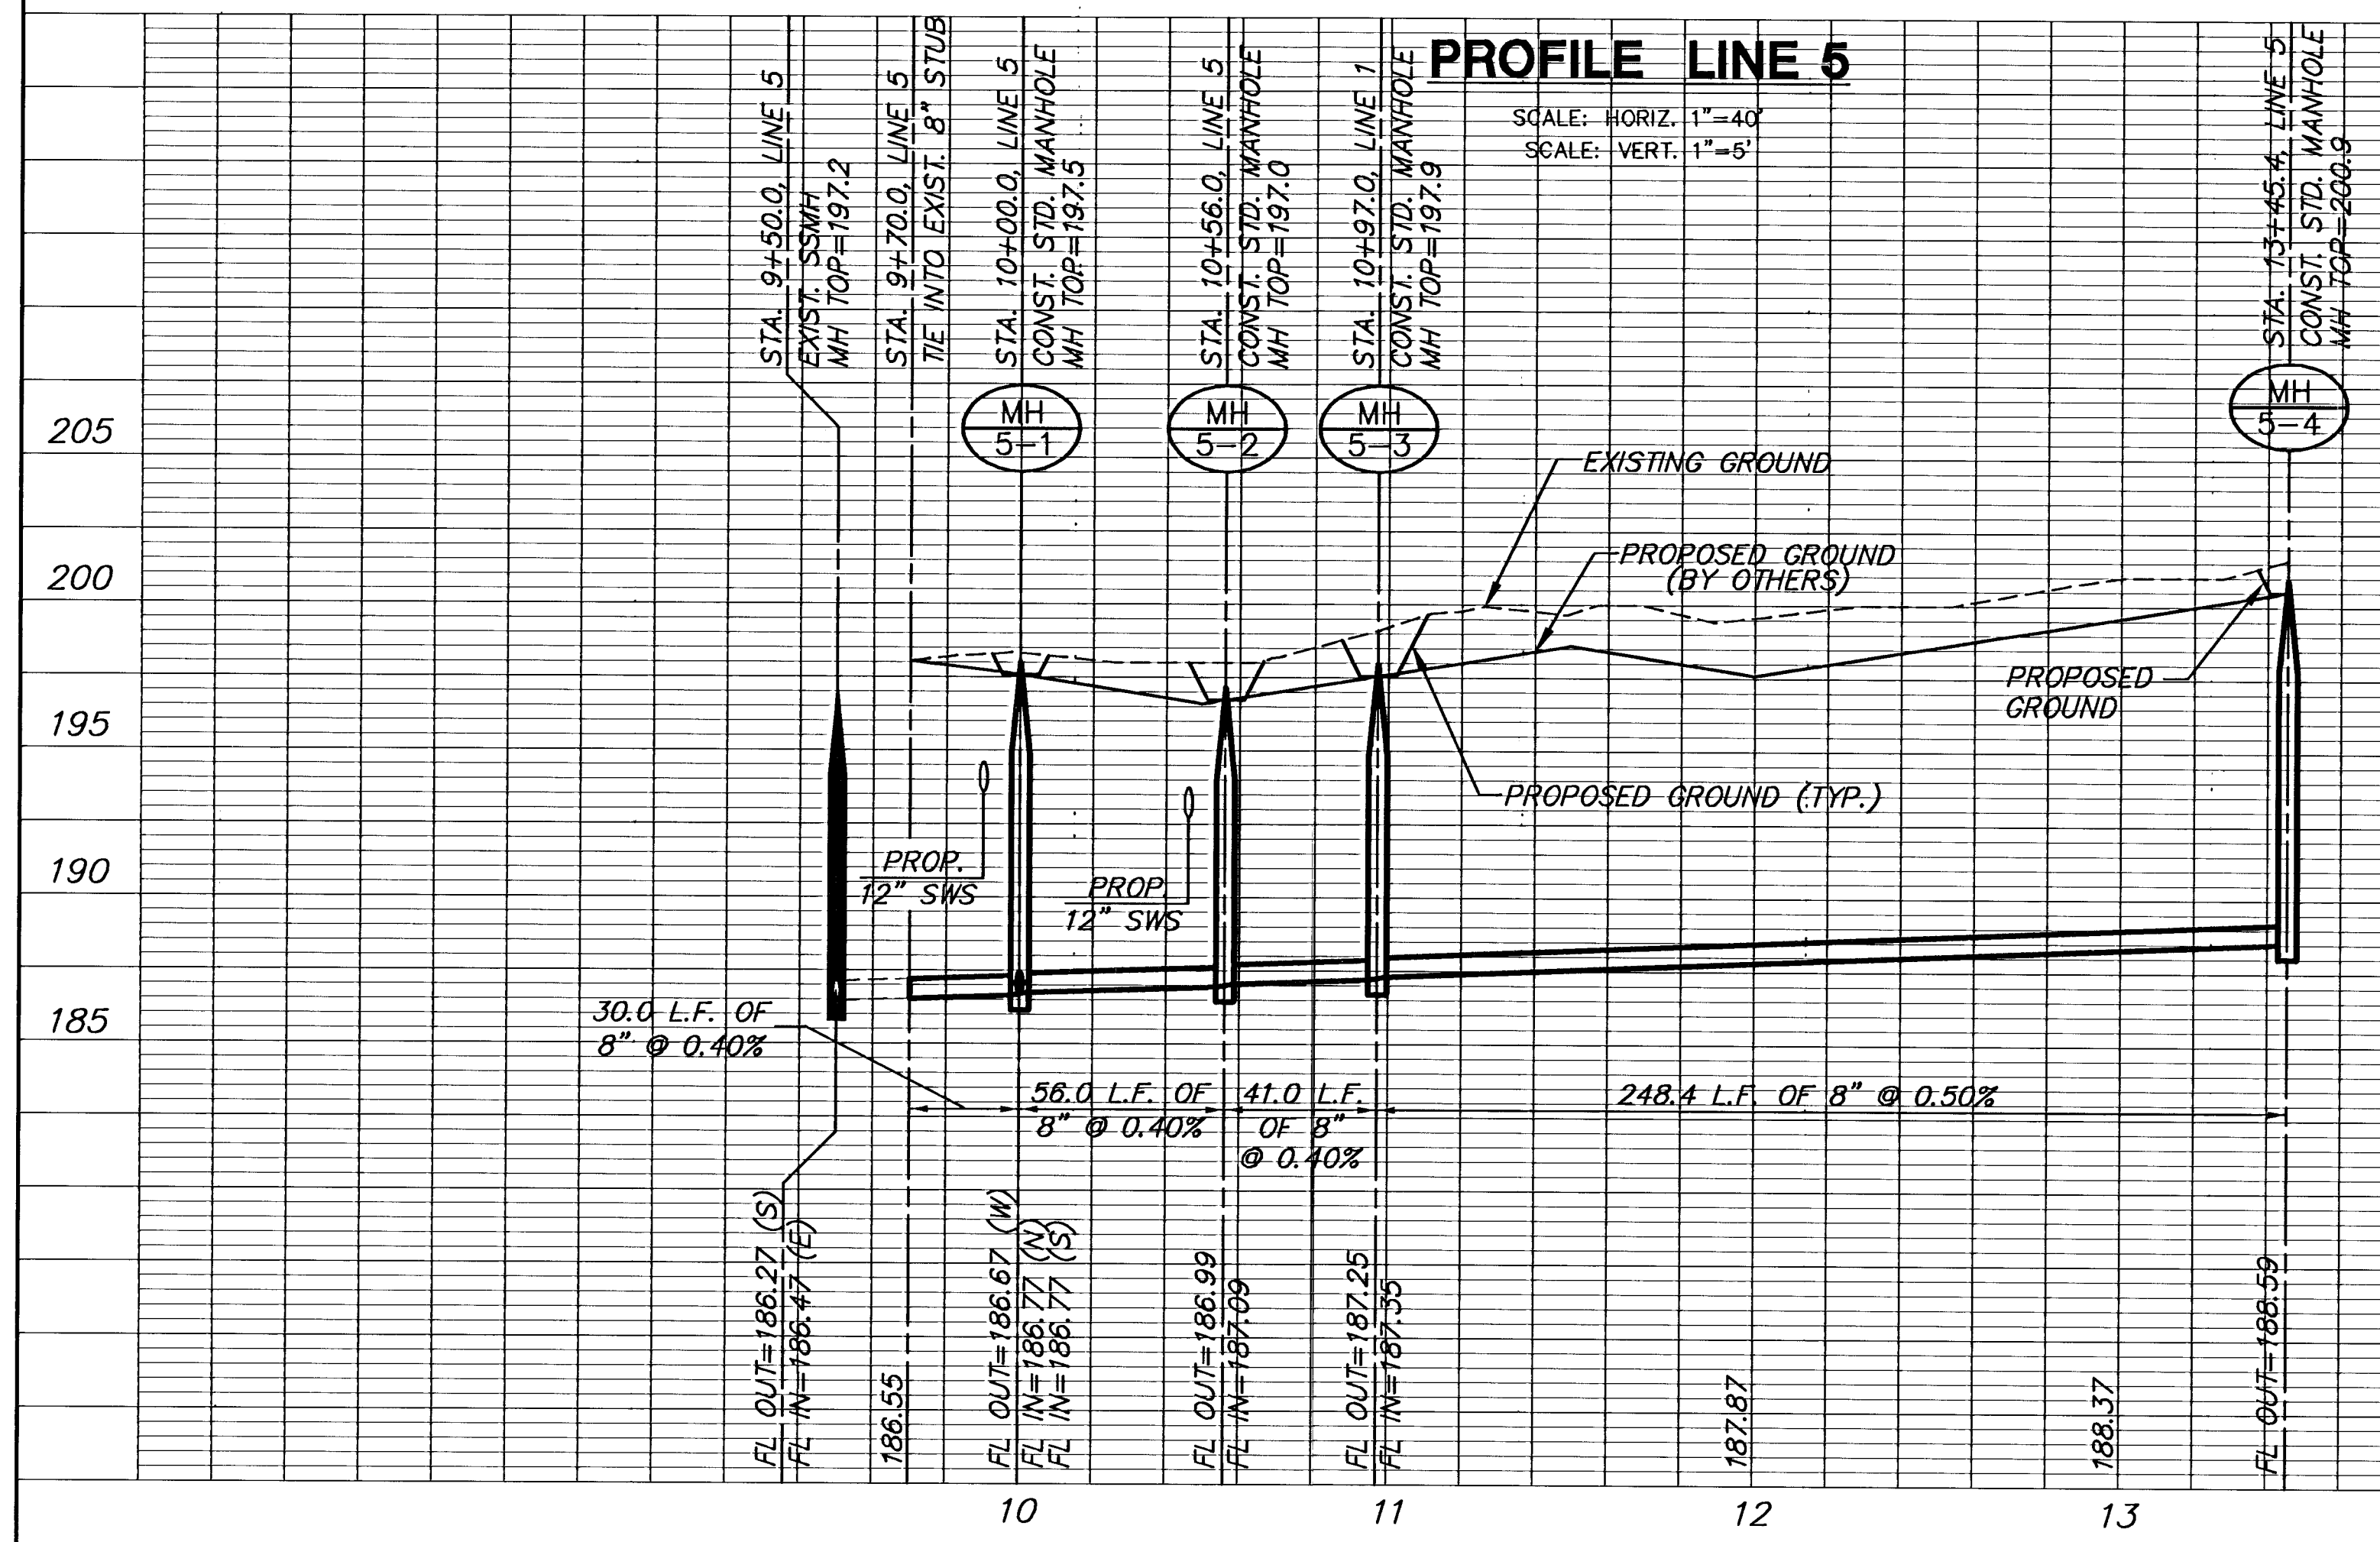 PROFILE LINE 5
SCALE: HORIZ. 1"=40'
SCALE: VERT. 1"=5'
STA. 9+50.0, LINE 5
EXIST. SSMH
MH TOP=197.2
STA. 9+70.0, LINE 5
TIE INTO EXIST. 8" STUB
STA. 10+00.0, LINE 5
CONST. STD. MANHOLE
MH TOP=197.5
STA. 10+56.0, LINE 5
CONST. STD. MANHOLE
MH TOP=197.0
STA. 10+97.0, LINE 1
CONST. STD. MANHOLE
MH TOP=197.9
STA. 13+45.4, LINE 5
CONST. STD. MANHOLE
MH TOP=200.9
MH
5-1
MH
5-2
MH
5-3
MH
5-4
205
200
195
190
185
EXISTING GROUND
PROPOSED GROUND
(BY OTHERS)
PROPOSED
GROUND
PROPOSED GROUND (TYP.)
PROP.
12" SWS
PROP.
12" SWS
30.0 L.F. OF
8" @ 0.40%
56.0 L.F. OF
8" @ 0.40%
41.0 L.F.
OF 8"
@ 0.40%
248.4 L.F. OF 8" @ 0.50%
FL OUT=186.27 (S)
FL IN=186.47 (E)
186.55
FL OUT=186.67 (W)
FL IN=186.77 (N)
FL IN=186.77 (S)
FL OUT=186.99
FL IN=187.09
FL OUT=187.25
FL IN=187.35
187.87
188.37
FL OUT=188.59
10
11
12
13